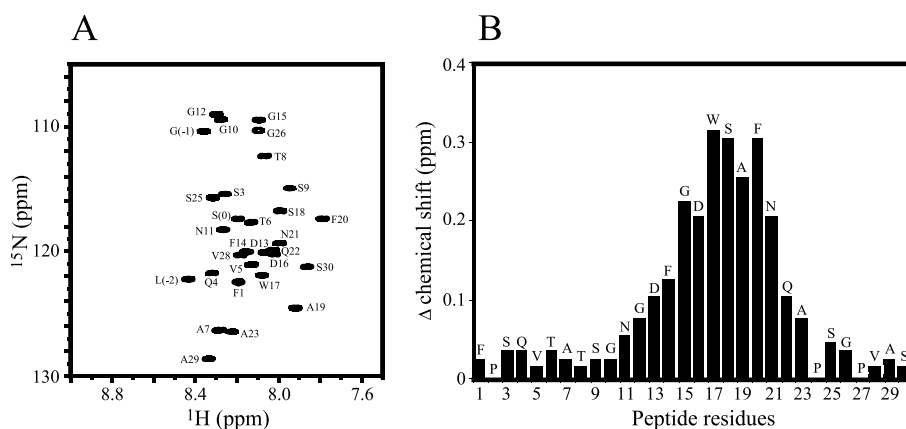 A
B
110
120
130
8.8
8.4
8.0
7.6
15N (ppm)
1H (ppm)
G12
G(-1)
G10
G15
G26
T8
S3
S9
S25
S(0)
T6
S18
F20
N11
N21
F14 D13
Q22
V28
D16
V5
S30
L(-2)
Q4
F1
W17
A19
A7
A23
A29
0.4
0.3
0.2
0.1
0
Δ chemical shift (ppm)
F P S Q V T A T S G N G D F G D W S A F N Q A P S G P V A S
1 3 5 7 9 11 13 15 17 19 21 23 25 27 29
Peptide residues